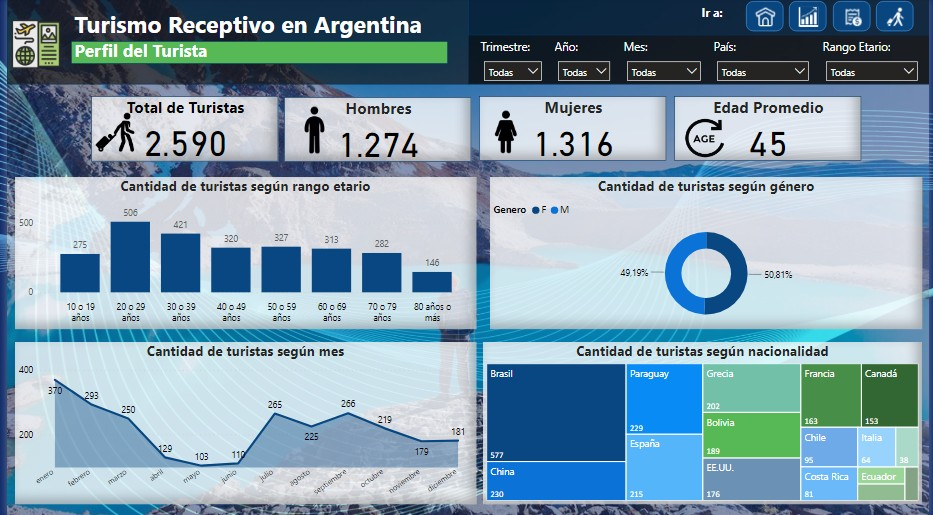 Turismo Receptivo en Argentina
Perfil del Turista
Ir a:
Trimestre:
Año:
Mes:
País:
Rango Etario:
Todas
Todas
Todas
Todas
Todas
Total de Turistas
2.590
Hombres
1.274
Mujeres
1.316
Edad Promedio
AGE
45
Cantidad de turistas según rango etario
500
0
275
506
421
320
327
313
282
146
10 o 19 años
20 o 29 años
30 o 39 años
40 o 49 años
50 o 59 años
60 o 69 años
70 o 79 años
80 años o más
Cantidad de turistas según género
Genero F M
49,19%
50,81%
Cantidad de turistas según mes
400
200
370
293
250
129
103
110
265
225
266
219
179
181
enero
febrero
marzo
abril
mayo
junio
julio
agosto
septiembre
octubre
noviembre
diciembre
Cantidad de turistas según nacionalidad
Brasil
577
China
230
Paraguay
229
España
215
Grecia
202
Bolivia
189
EE.UU.
176
Francia
163
Canadá
153
Chile
95
Costa Rica
81
Italia
64
38
Ecuador